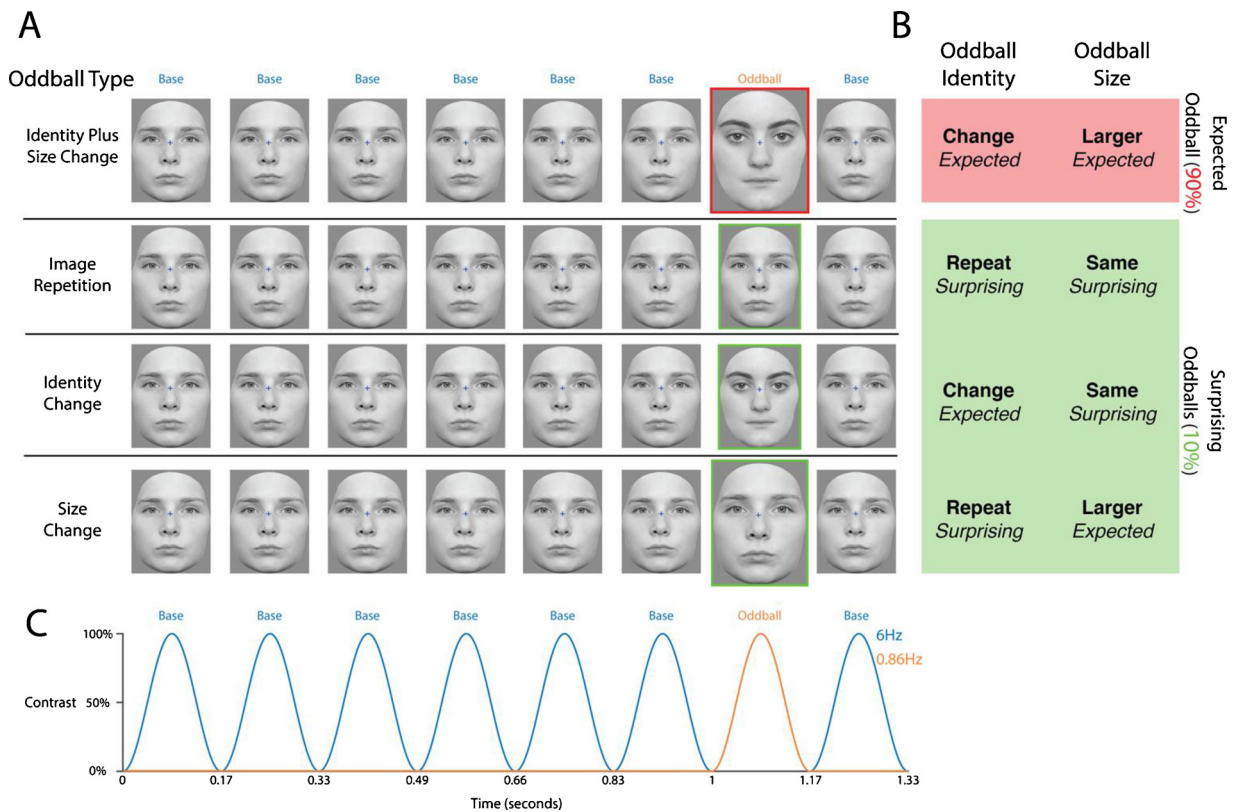 A
B
Oddball Type
Base
Base
Base
Base
Base
Base
Oddball
Base
Oddball
Identity
Oddball
Size
Identity Plus
Size Change
Change
Expected
Larger
Expected
Expected
Oddball (90%)
Image
Repetition
Repeat
Surprising
Same
Surprising
Identity
Change
Change
Expected
Same
Surprising
Surprising
Oddballs (10%)
Size
Change
Repeat
Surprising
Larger
Expected
C
Base
Base
Base
Base
Base
Base
Oddball
Base
100%
6Hz
0.86Hz
Contrast
50%
0%
0
0.17
0.33
0.49
0.66
0.83
1
1.17
1.33
Time (seconds)